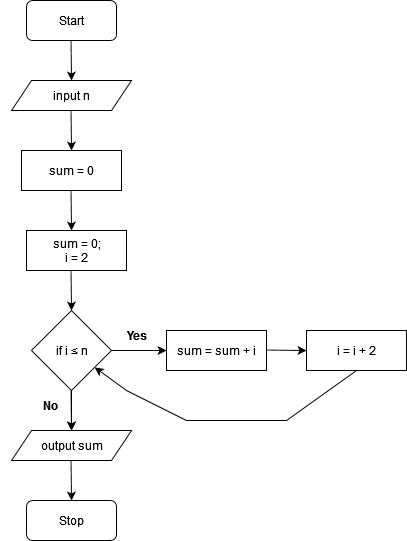 Start
input n
sum = 0
sum = 0;
i = 2
if i ≤ n
Yes
sum = sum + i
i = i + 2
No
output sum
Stop